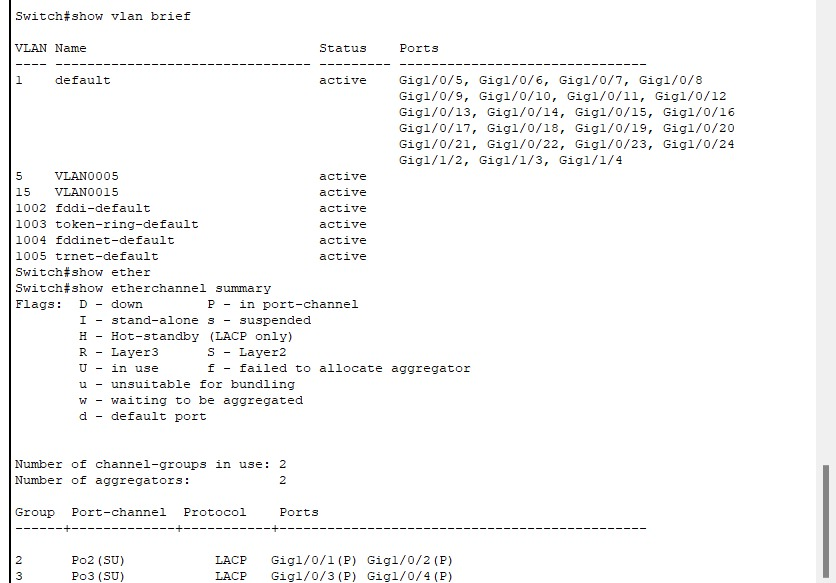 Switch#show vlan brief
VLAN Name Status Ports
---- -------------------------------- --------- -------------------------------
1 default active Gig1/0/5, Gig1/0/6, Gig1/0/7, Gig1/0/8
Gig1/0/9, Gig1/0/10, Gig1/0/11, Gig1/0/12
Gig1/0/13, Gig1/0/14, Gig1/0/15, Gig1/0/16
Gig1/0/17, Gig1/0/18, Gig1/0/19, Gig1/0/20
Gig1/0/21, Gig1/0/22, Gig1/0/23, Gig1/0/24
Gig1/1/2, Gig1/1/3, Gig1/1/4
5 VLAN0005 active
15 VLAN0015 active
1002 fddi-default active
1003 token-ring-default active
1004 fddinet-default active
1005 trnet-default active
Switch#show ether
Switch#show etherchannel summary
Flags: D - down P - in port-channel
I - stand-alone s - suspended
H - Hot-standby (LACP only)
R - Layer3 S - Layer2
U - in use f - failed to allocate aggregator
u - unsuitable for bundling
w - waiting to be aggregated
d - default port
Number of channel-groups in use: 2
Number of aggregators: 2
Group Port-channel Protocol Ports
------+-------------+-----------+----------------------------------------------
2 Po2(SU) LACP Gig1/0/1(P) Gig1/0/2(P)
3 Po3(SU) LACP Gig1/0/3(P) Gig1/0/4(P)